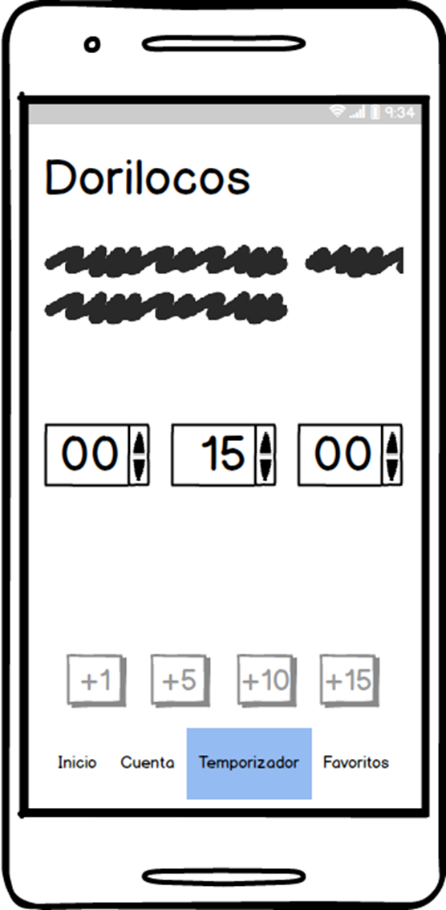 9:34
Dorilocos
00 15 00
+1 +5 +10 +15
Inicio Cuenta Temporizador Favoritos